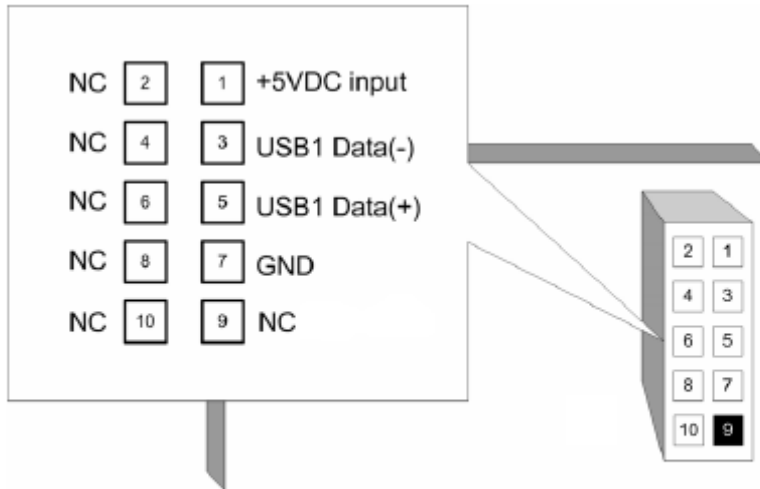 NC 2 1 +5VDC input
NC 4 3 USB1 Data(-)
NC 6 5 USB1 Data(+)
NC 8 7 GND
NC 10 9 NC
2 1
4 3
6 5
8 7
10 9